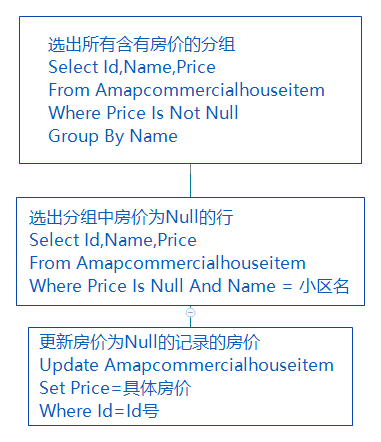 选出所有含有房价的分组
Select Id,Name,Price
From Amapcommercialhouseitem
Where Price Is Not Null
Group By Name
选出分组中房价为Null的行
Select Id,Name,Price
From Amapcommercialhouseitem
Where Price Is Null And Name = 小区名
更新房价为Null的记录的房价
Update Amapcommercialhouseitem
Set Price=具体房价
Where Id=Id号